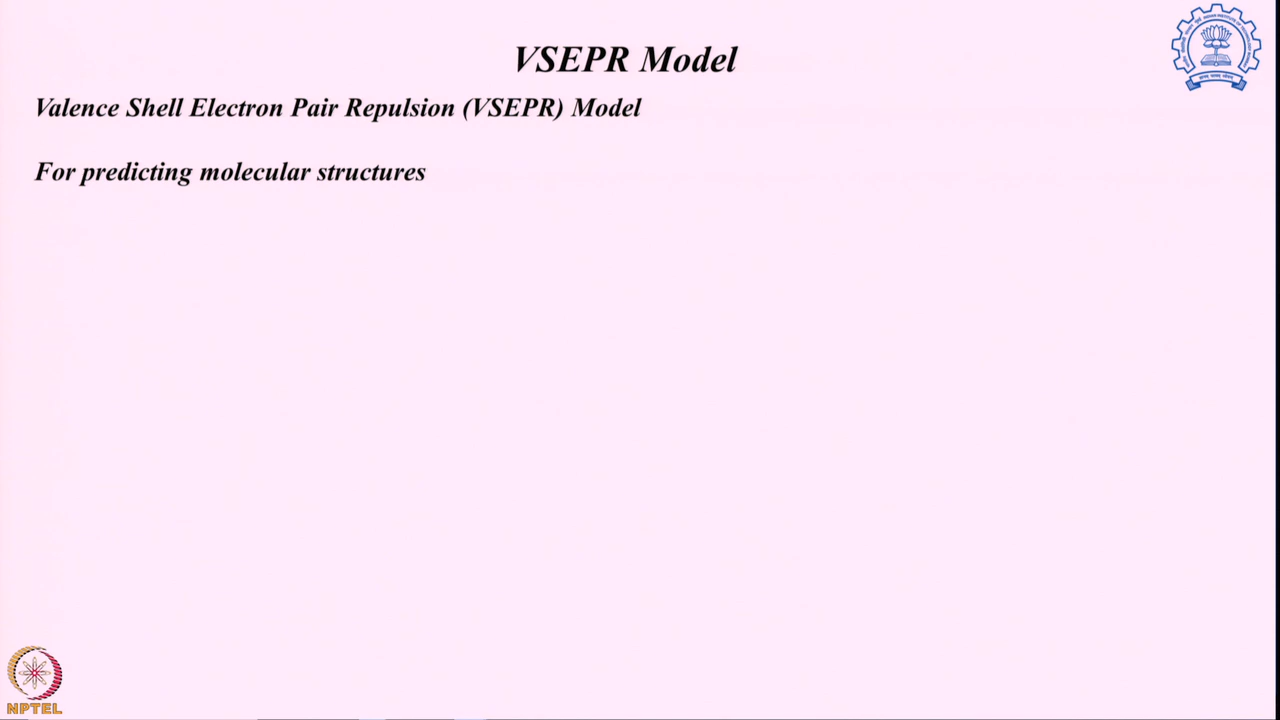 VSEPR Model
Valence Shell Electron Pair Repulsion (VSEPR) Model
For predicting molecular structures
NPTEL